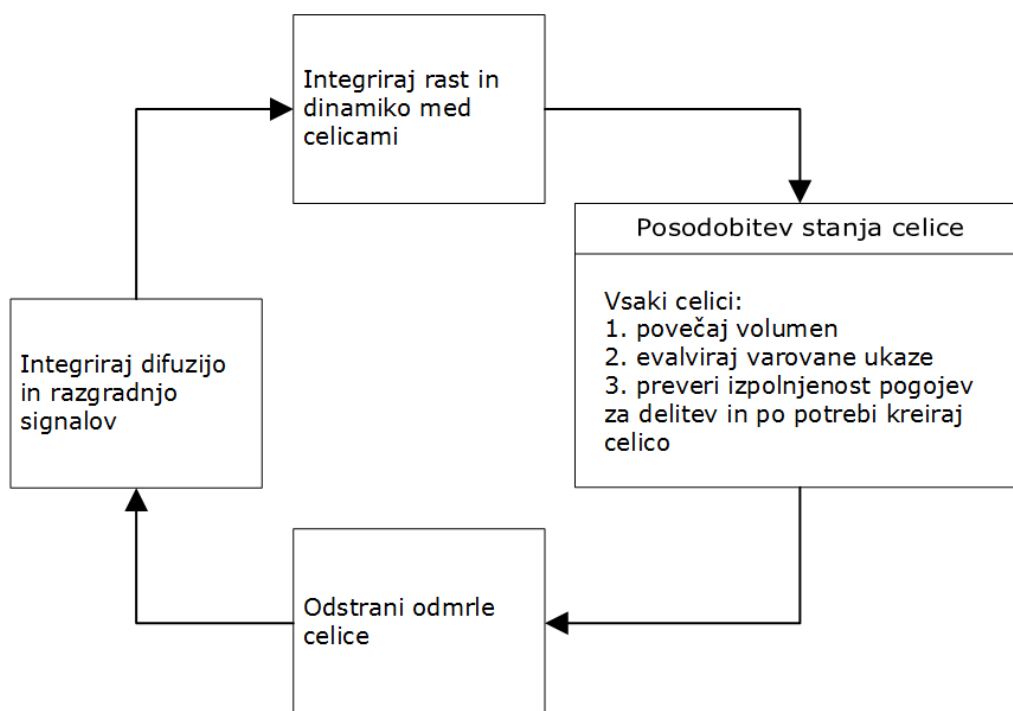 Integriraj rast in
dinamiko med
celicami
Posodobitev stanja celice
Vsaki celici:
1. povečaj volumen
2. evalviraj varovane ukaze
3. preveri izpolnjenost pogojev
za delitev in po potrebi kreiraj
celico
Odstrani odmrle
celice
Integriraj difuzijo
in razgradnjo
signalov